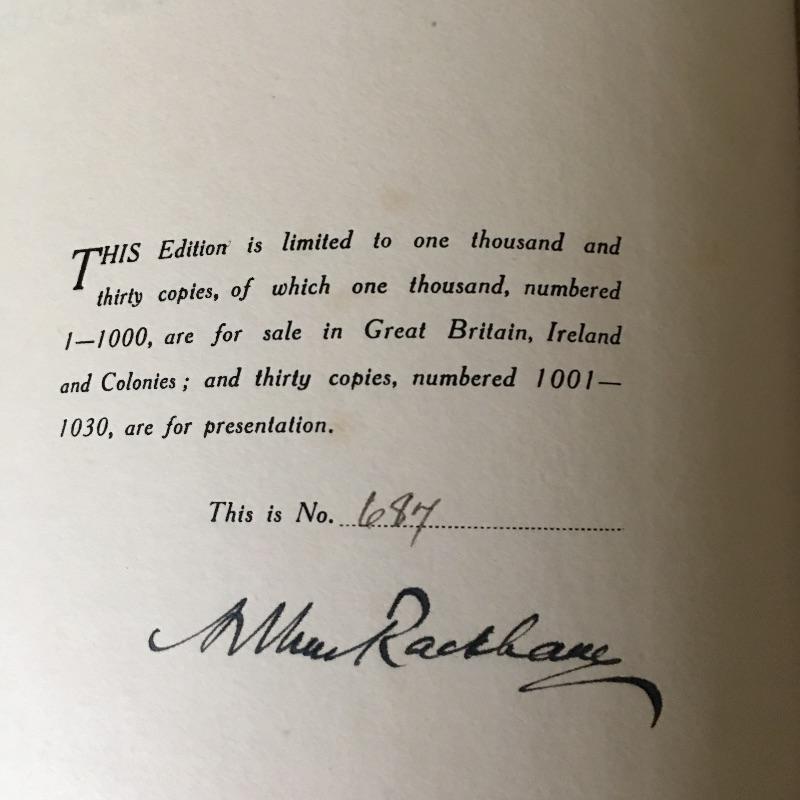 THIS Edition is limited to one thousand and
thirty copies, of which one thousand, numbered
1—1000, are for sale in Great Britain, Ireland
and Colonies; and thirty copies, numbered 1001—
1030, are for presentation.
This is No. 687
Arthur Rackham